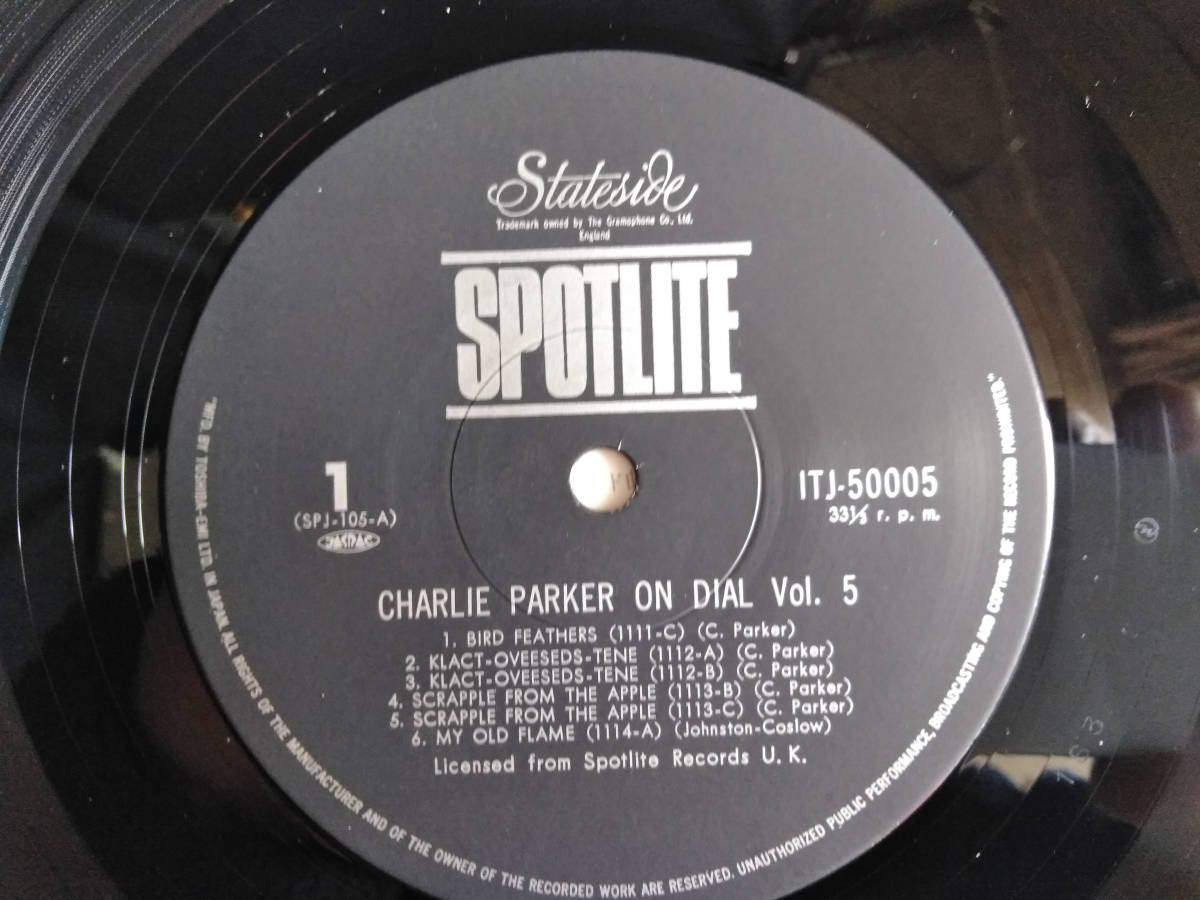 Stateside
Trademark owned by The Gramophone Co., Ltd.
England
SPOTLITE
1
(SPJ-105-A)
JASRAC
ITJ-50005
33⅓ r. p. m.
CHARLIE PARKER ON DIAL Vol. 5
1. BIRD FEATHERS (1111-C) (C. Parker)
2. KLACT-OVEESEDS-TENE (1112-A) (C. Parker)
3. KLACT-OVEESEDS-TENE (1112-B) (C. Parker)
4. SCRAPPLE FROM THE APPLE (1113-B) (C. Parker)
5. SCRAPPLE FROM THE APPLE (1113-C) (C. Parker)
6. MY OLD FLAME (1114-A) (Johnston-Coslow)
Licensed from Spotlite Records U. K.
"MF'D. BY TOSHIBA-EMI LTD. IN JAPAN. ALL RIGHTS OF THE MANUFACTURER AND OF THE OWNER OF THE RECORDED WORK ARE RESERVED. UNAUTHORIZED PUBLIC PERFORMANCE, BROADCASTING AND COPYING OF THE RECORD PROHIBITED."